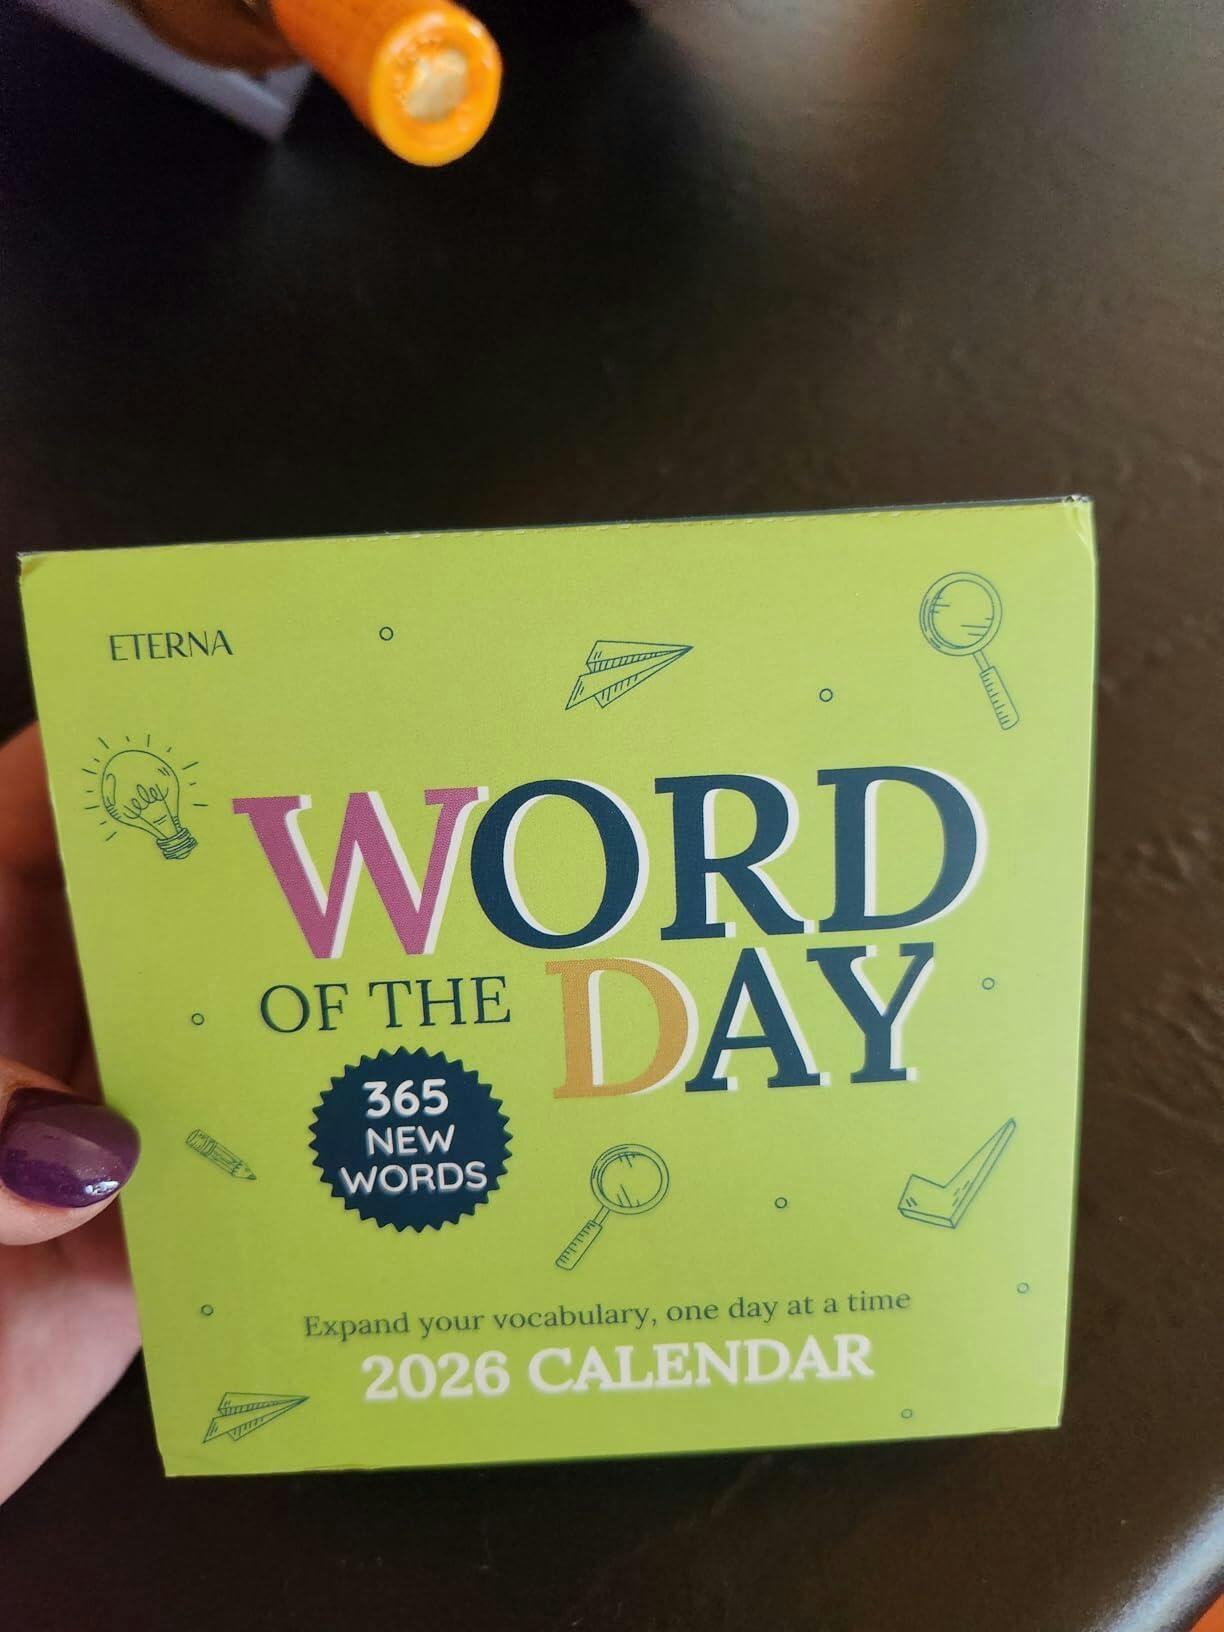 ETERNA
WORD
OF THE DAY
365
NEW
WORDS
Expand your vocabulary, one day at a time
2026 CALENDAR